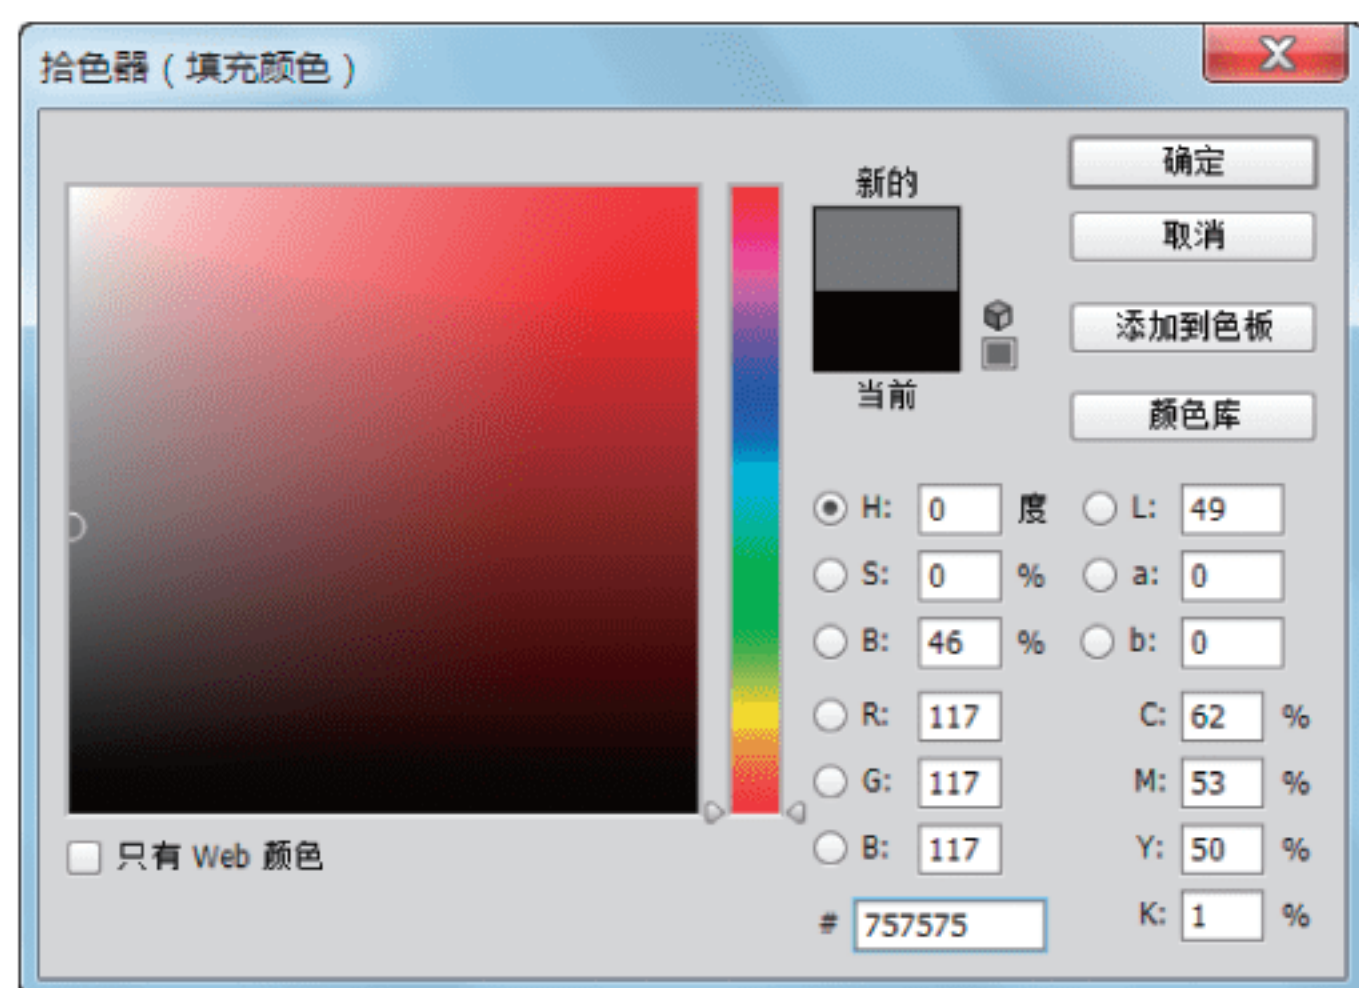 拾色器（填充颜色）
新的
当前
确定
取消
添加到色板
颜色库
H: 0 度
S: 0 %
B: 46 %
R: 117
G: 117
B: 117
# 757575
L: 49
a: 0
b: 0
C: 62 %
M: 53 %
Y: 50 %
K: 1 %
只有 Web 颜色